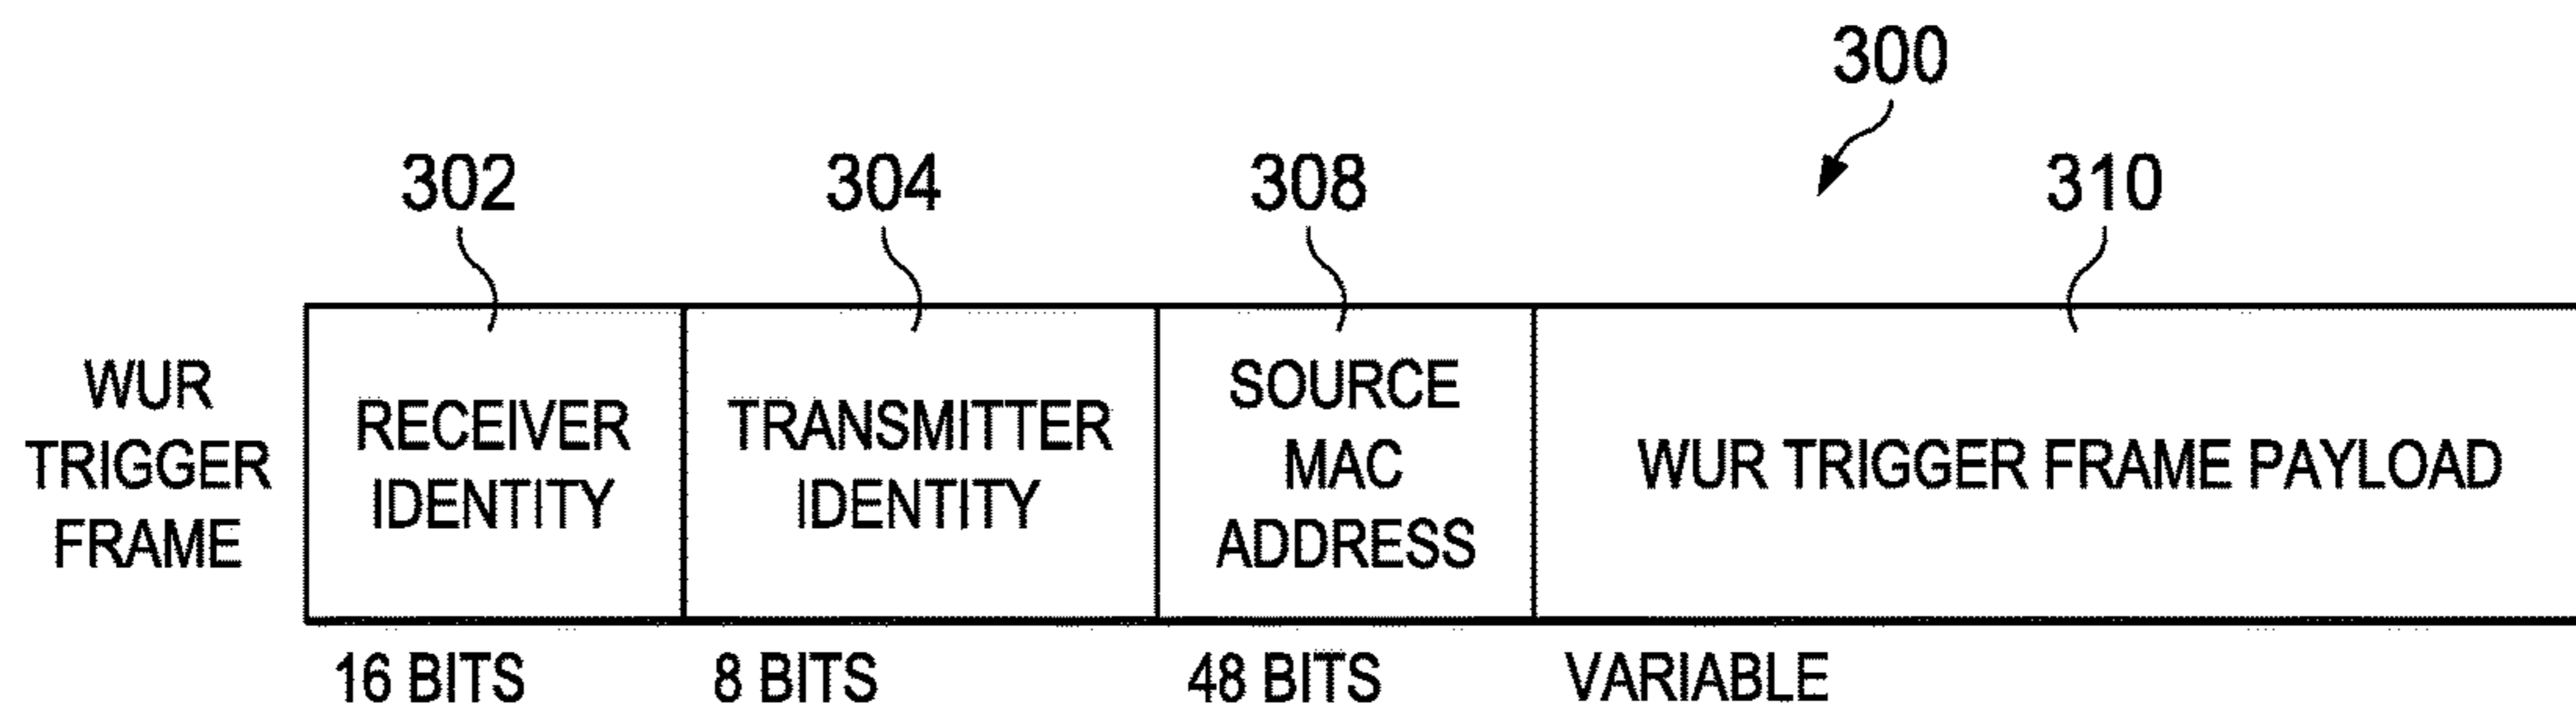 300
302
304
308
310
WUR
TRIGGER
FRAME
RECEIVER
IDENTITY
TRANSMITTER
IDENTITY
SOURCE
MAC
ADDRESS
WUR TRIGGER FRAME PAYLOAD
16 BITS
8 BITS
48 BITS
VARIABLE